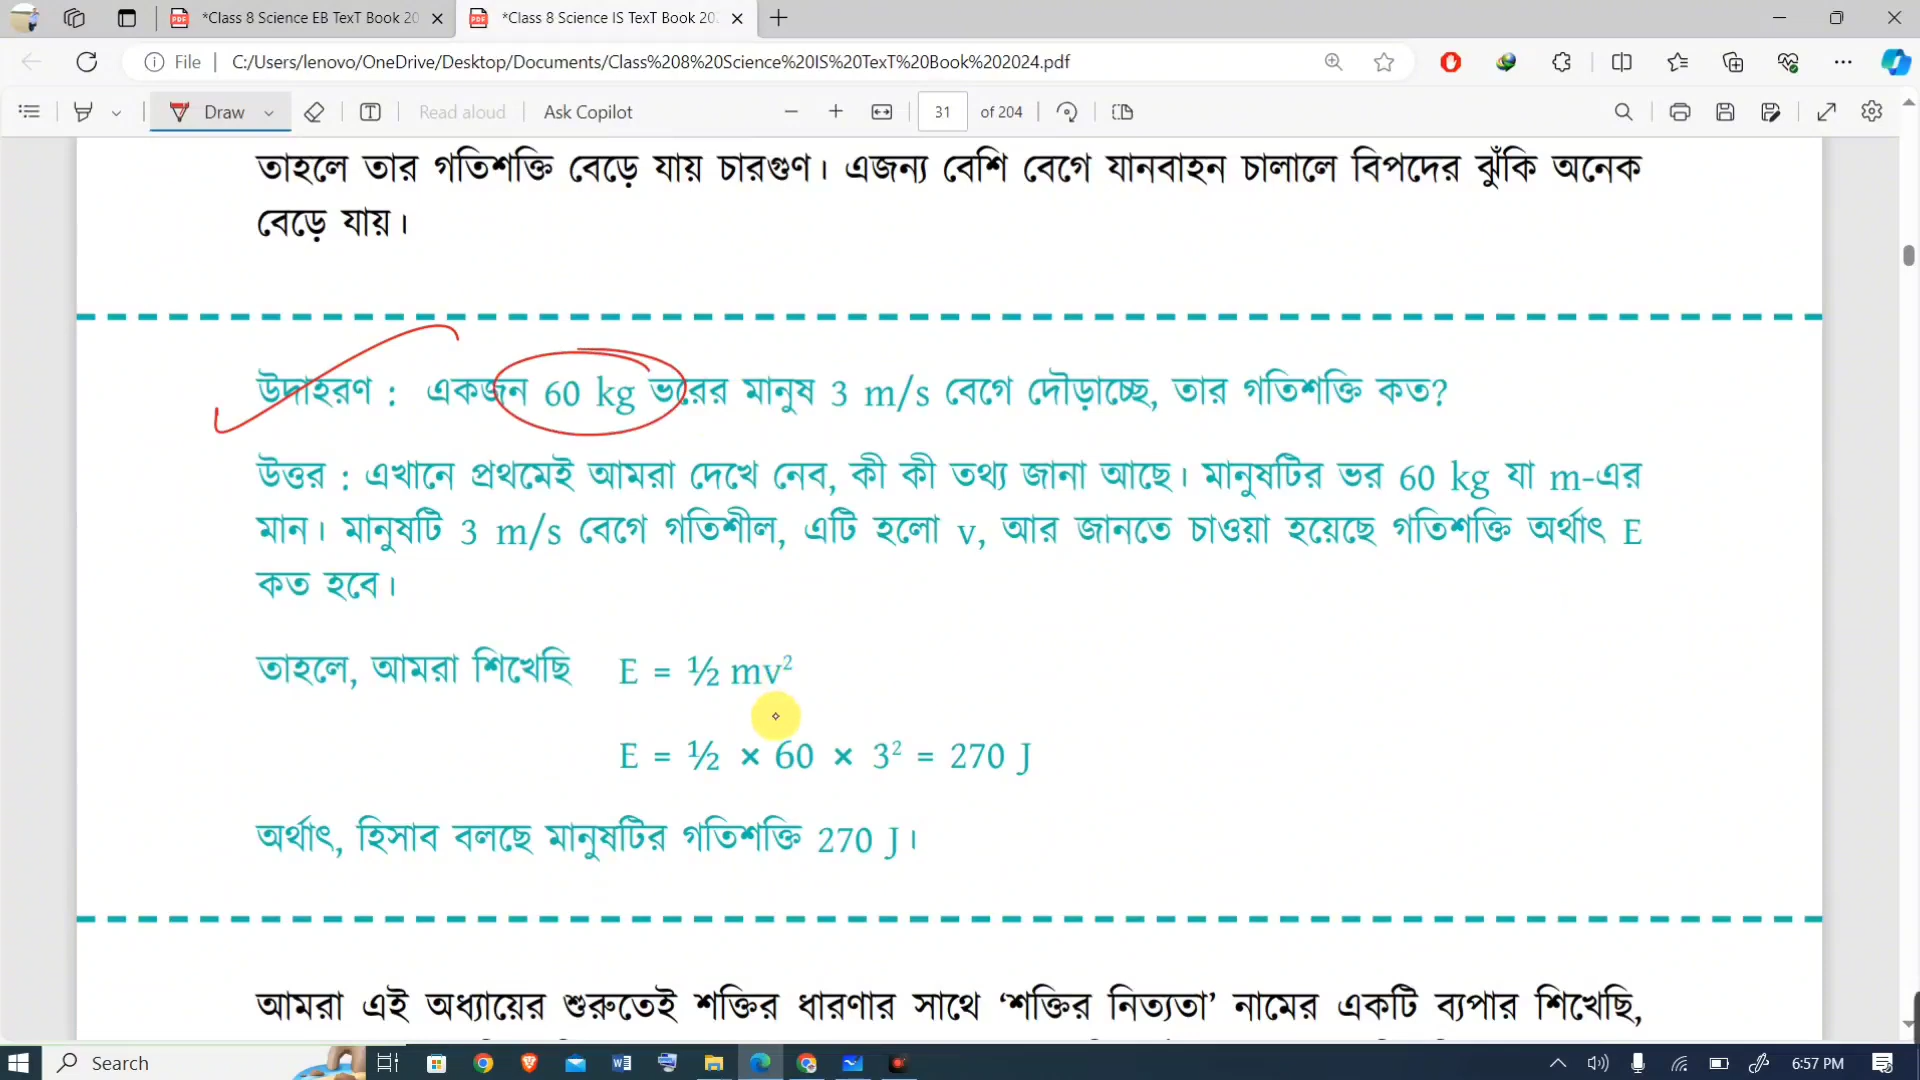 *Class 8 Science EB TexT Book 20
*Class 8 Science IS TexT Book 202
File
C:/Users/lenovo/OneDrive/Desktop/Documents/Class%208%20Science%20IS%20TexT%20Book%202024.pdf
Draw
Read aloud
Ask Copilot
31 of 204
তাহলে তার গতিশক্তি বেড়ে যায় চারগুণ। এজন্য বেশি বেগে যানবাহন চালালে বিপদের ঝুঁকি অনেক
বেড়ে যায়।
উদাহরণ : একজন 60 kg ভরের মানুষ 3 m/s বেগে দৌড়াচ্ছে, তার গতিশক্তি কত?
উত্তর : এখানে প্রথমেই আমরা দেখে নেব, কী কী তথ্য জানা আছে। মানুষটির ভর 60 kg যা m-এর
মান। মানুষটি 3 m/s বেগে গতিশীল, এটি হলো v, আর জানতে চাওয়া হয়েছে গতিশক্তি অর্থাৎ E
কত হবে।
তাহলে, আমরা শিখেছি E = ½ mv²
E = ½ × 60 × 3² = 270 J
অর্থাৎ, হিসাব বলছে মানুষটির গতিশক্তি 270 J।
আমরা এই অধ্যায়ের শুরুতেই শক্তির ধারণার সাথে ‘শক্তির নিত্যতা’ নামের একটি ব্যপার শিখেছি,
Search
6:57 PM